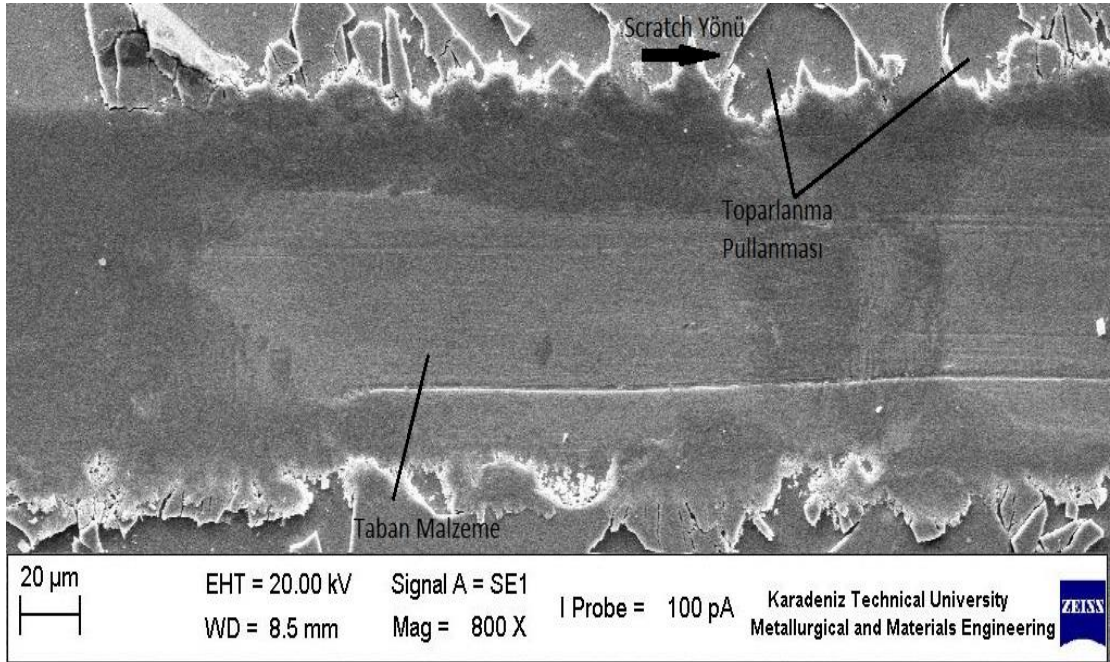 Scratch Yönü
Toparlanma
Pullanması
Taban Malzeme
20 µm
EHT = 20.00 kV
WD = 8.5 mm
Signal A = SE1
Mag = 800 X
I Probe = 100 pA
Karadeniz Technical University
Metallurgical and Materials Engineering
ZEISS